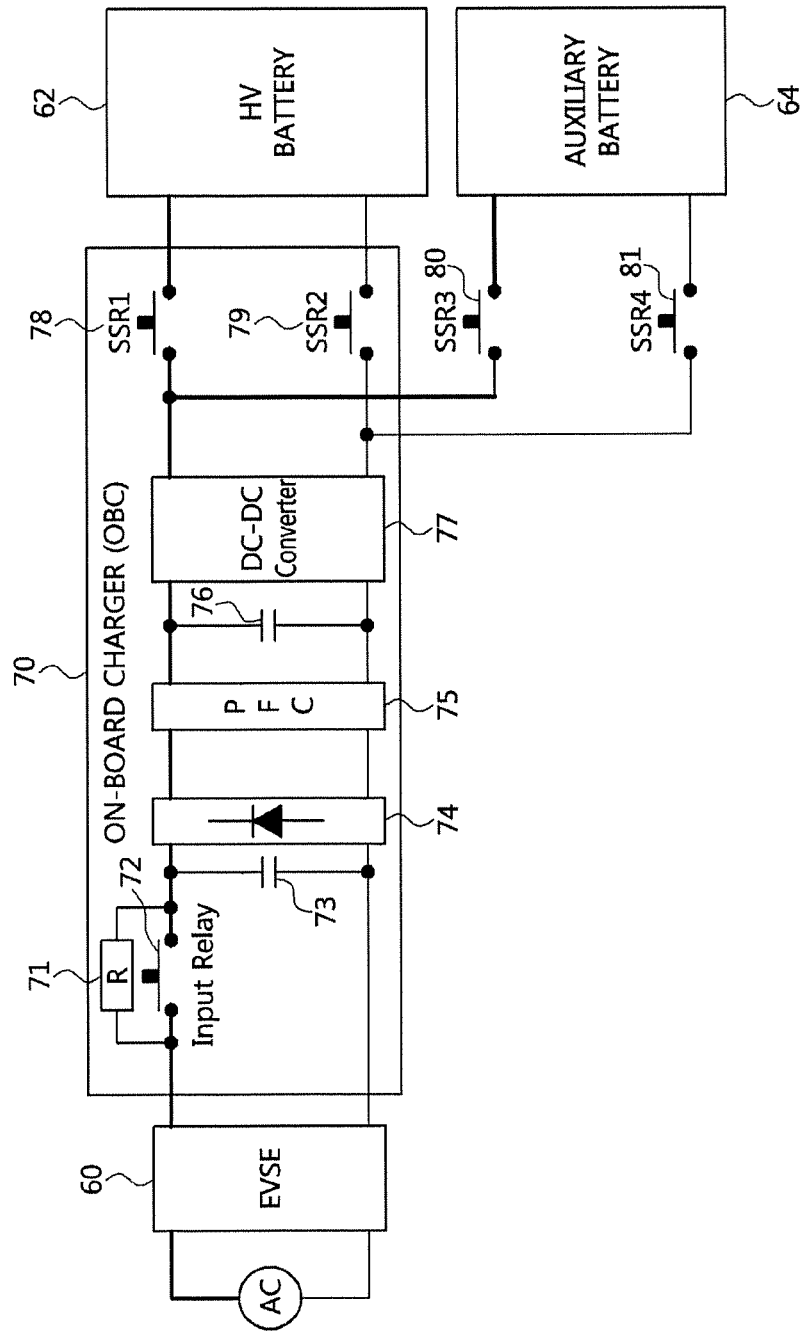 70
ON-BOARD CHARGER (OBC)
71
R
72
Input Relay
60
EVSE
AC
73
74
P F C
75
76
DC-DC
Converter
77
78
SSR1
79
SSR2
SSR3
80
SSR4
81
62
HV
BATTERY
AUXILIARY
BATTERY
64